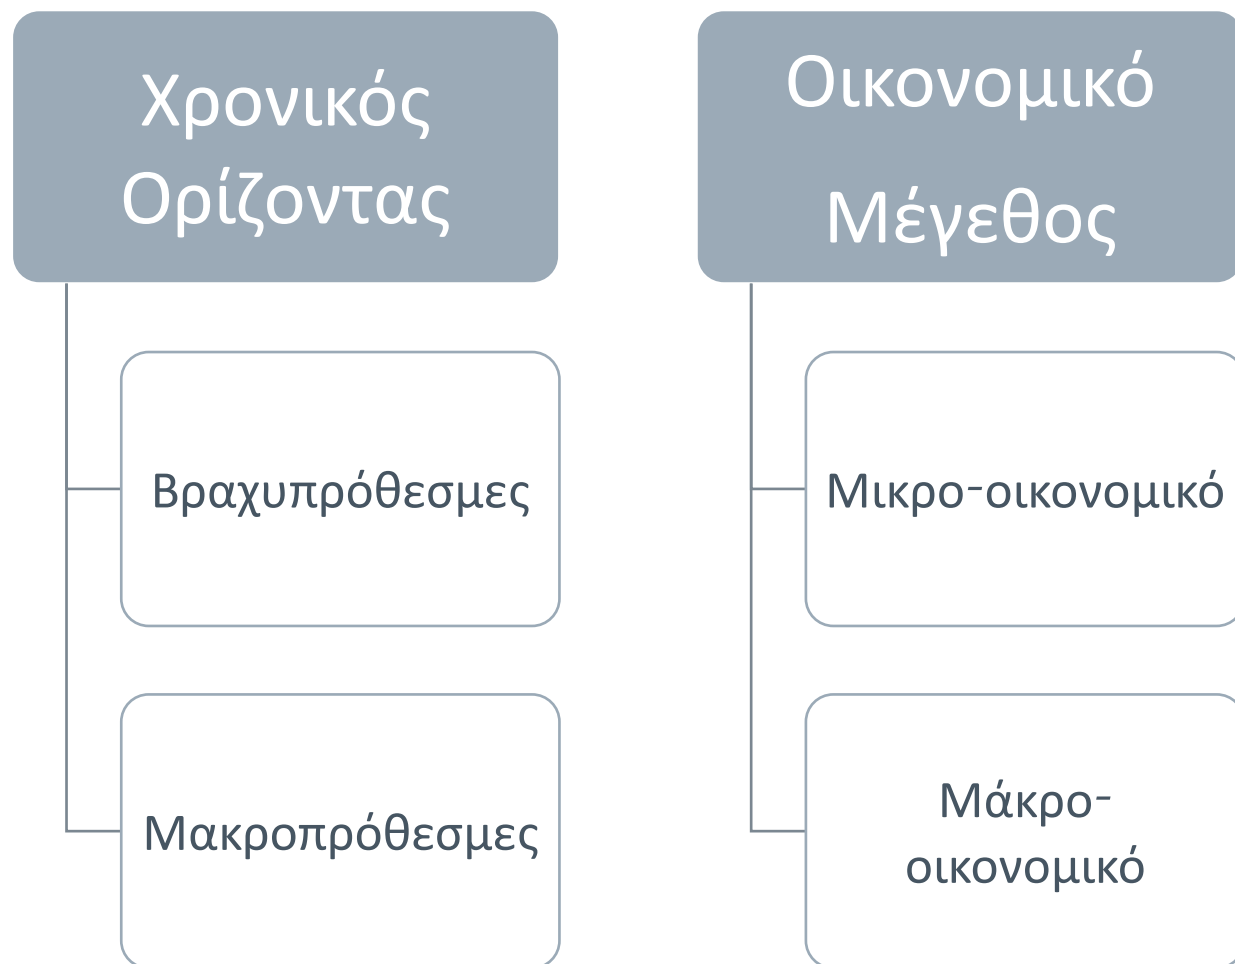 Χρονικός
Ορίζοντας
Βραχυπρόθεσμες
Μακροπρόθεσμες
Οικονομικό
Μέγεθος
Μικρο-οικονομικό
Μάκρο-
οικονομικό